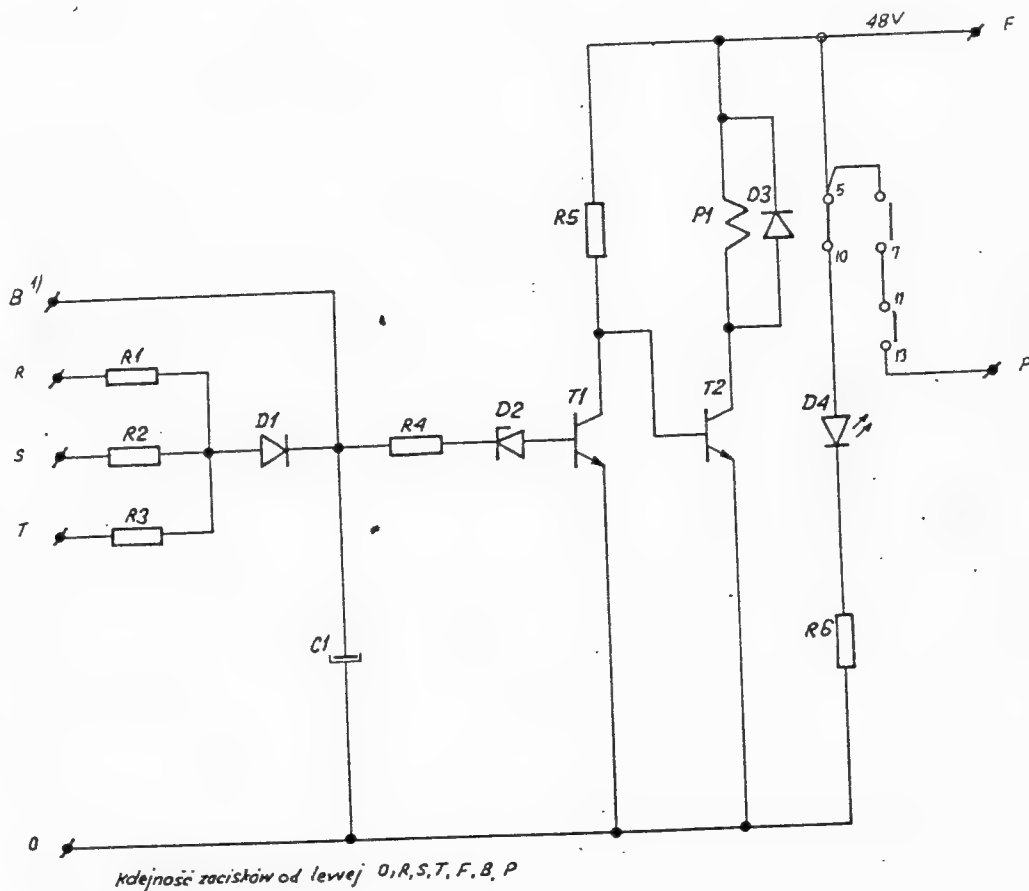 48V
F
R5
P1
D3
5
10
7
11
13
P
B 1)
R
R1
S
R2
T
R3
D1
R4
D2
T1
T2
D4
C1
R6
0
Kolejność zacisków od lewej 0, R, S, T, F, B, P